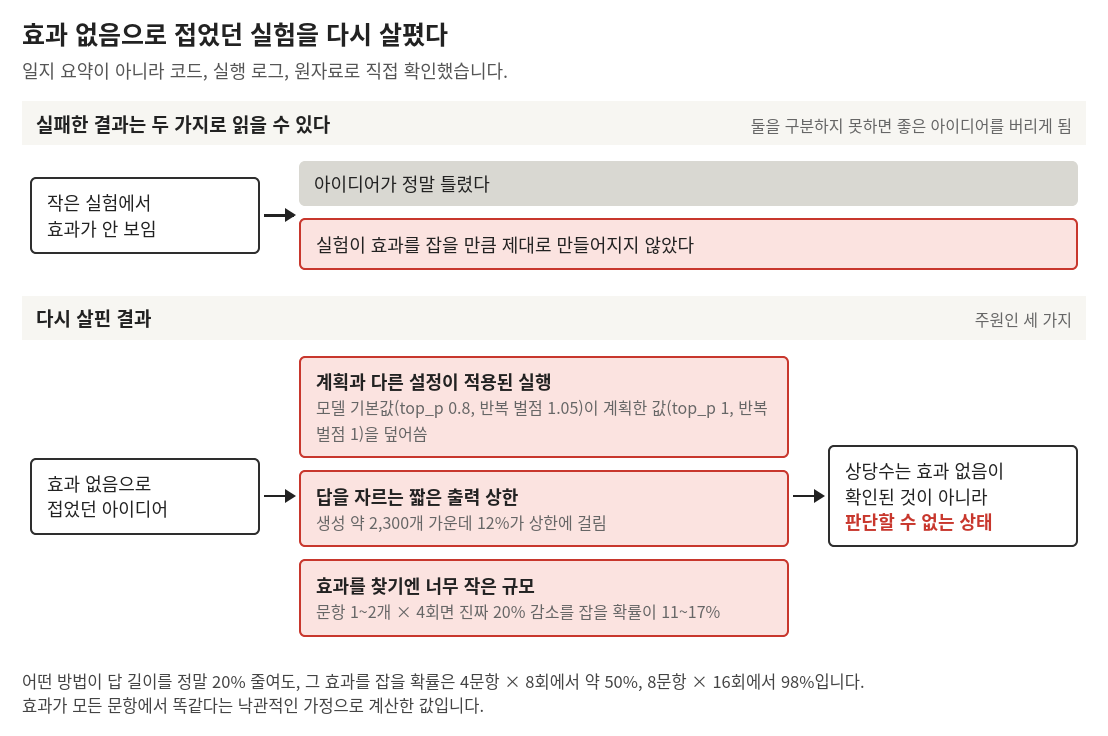 효과 없음으로 접었던 실험을 다시 살폈다
일지 요약이 아니라 코드, 실행 로그, 원자료로 직접 확인했습니다.
실패한 결과는 두 가지로 읽을 수 있다
둘을 구분하지 못하면 좋은 아이디어를 버리게 됨
작은 실험에서
효과가 안 보임
아이디어가 정말 틀렸다
실험이 효과를 잡을 만큼 제대로 만들어지지 않았다
다시 살핀 결과
주원인 세 가지
효과 없음으로
접었던 아이디어
계획과 다른 설정이 적용된 실행
모델 기본값(top_p 0.8, 반복 벌점 1.05)이 계획한 값(top_p 1, 반복
벌점 1)을 덮어씀
답을 자르는 짧은 출력 상한
생성 약 2,300개 가운데 12%가 상한에 걸림
효과를 찾기엔 너무 작은 규모
문항 1~2개 × 4회면 진짜 20% 감소를 잡을 확률이 11~17%
상당수는 효과 없음이
확인된 것이 아니라
판단할 수 없는 상태
어떤 방법이 답 길이를 정말 20% 줄여도, 그 효과를 잡을 확률은 4문항 × 8회에서 약 50%, 8문항 × 16회에서 98%입니다.
효과가 모든 문항에서 똑같다는 낙관적인 가정으로 계산한 값입니다.